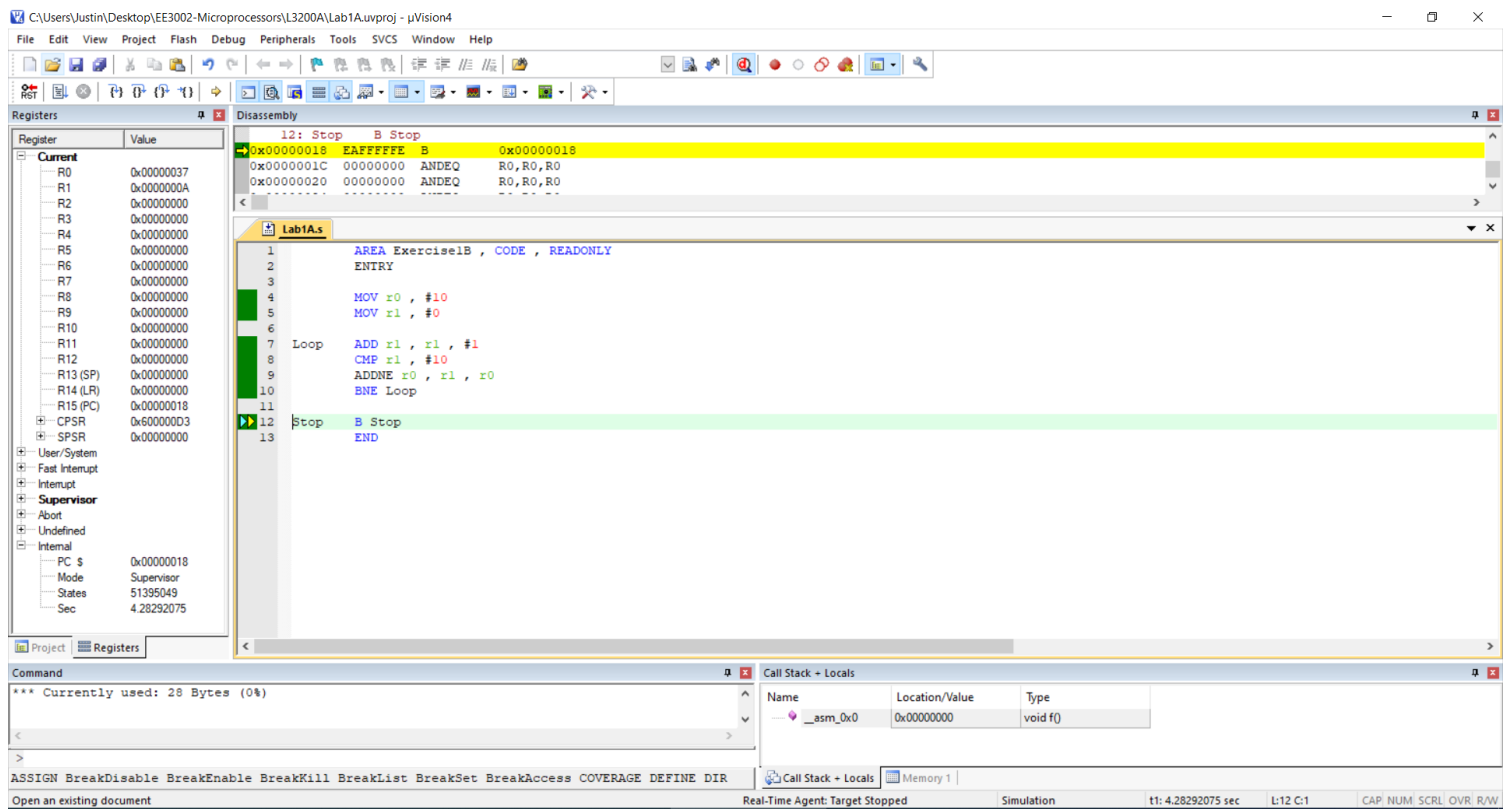 C:\Users\Justin\Desktop\EE3002-Microprocessors\L3200A\Lab1A.uvproj - µVision4
File Edit View Project Flash Debug Peripherals Tools SVCS Window Help
RST
Registers
Register Value
Current
R0 0x00000037
R1 0x0000000A
R2 0x00000000
R3 0x00000000
R4 0x00000000
R5 0x00000000
R6 0x00000000
R7 0x00000000
R8 0x00000000
R9 0x00000000
R10 0x00000000
R11 0x00000000
R12 0x00000000
R13 (SP) 0x00000000
R14 (LR) 0x00000000
R15 (PC) 0x00000018
CPSR 0x600000D3
SPSR 0x00000000
User/System
Fast Interrupt
Interrupt
Supervisor
Abort
Undefined
Internal
PC $ 0x00000018
Mode Supervisor
States 51395049
Sec 4.28292075
Project Registers
Disassembly
12: Stop B Stop
0x00000018 EAFFFFFE B 0x00000018
0x0000001C 00000000 ANDEQ R0,R0,R0
0x00000020 00000000 ANDEQ R0,R0,R0
Lab1A.s
1 AREA Exercise1B , CODE , READONLY
2 ENTRY
3
4 MOV r0 , #10
5 MOV r1 , #0
6
7 Loop ADD r1 , r1 , #1
8 CMP r1 , #10
9 ADDNE r0 , r1 , r0
10 BNE Loop
11
12 Stop B Stop
13 END
Command
*** Currently used: 28 Bytes (0%)
>
ASSIGN BreakDisable BreakEnable BreakKill BreakList BreakSet BreakAccess COVERAGE DEFINE DIR
Call Stack + Locals
Name Location/Value Type
__asm_0x0 0x00000000 void f()
Call Stack + Locals Memory 1
Open an existing document Real-Time Agent: Target Stopped Simulation t1: 4.28292075 sec L:12 C:1 CAP NUM SCRL OVR R/W